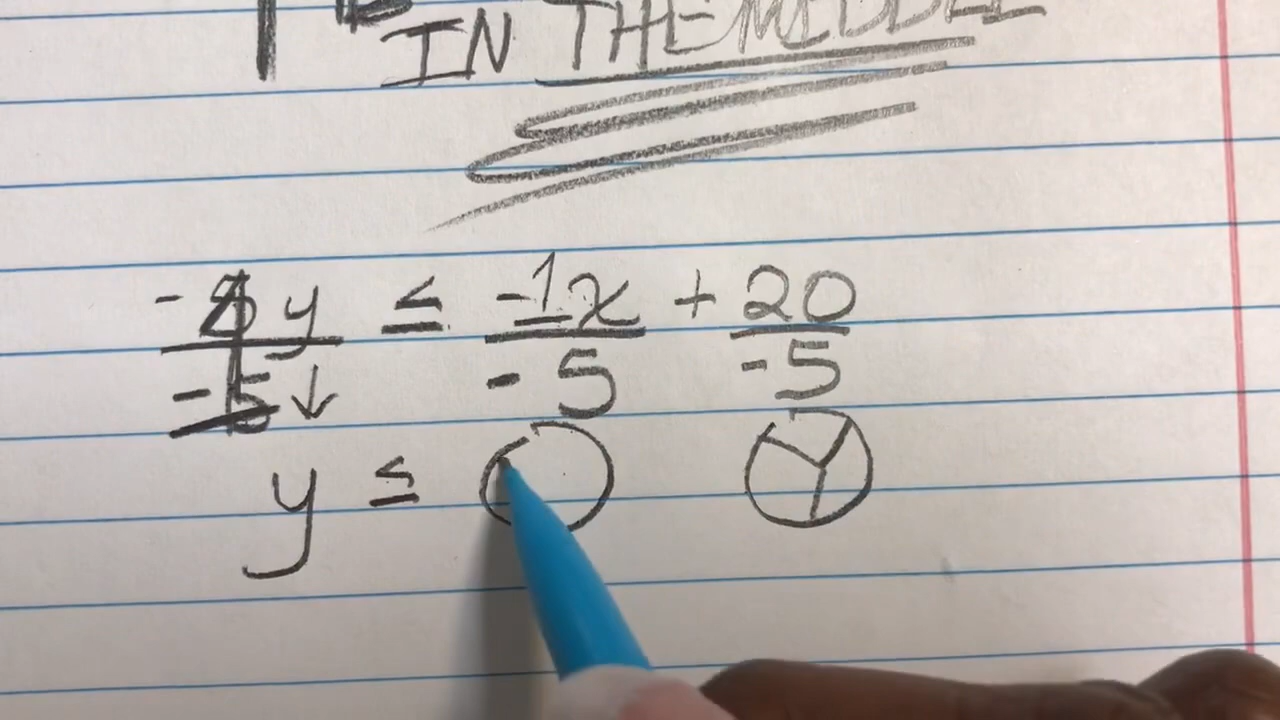 IN THE MIDDLE
-5y ≤ -1x + 20
-5 -5 -5
y ≤